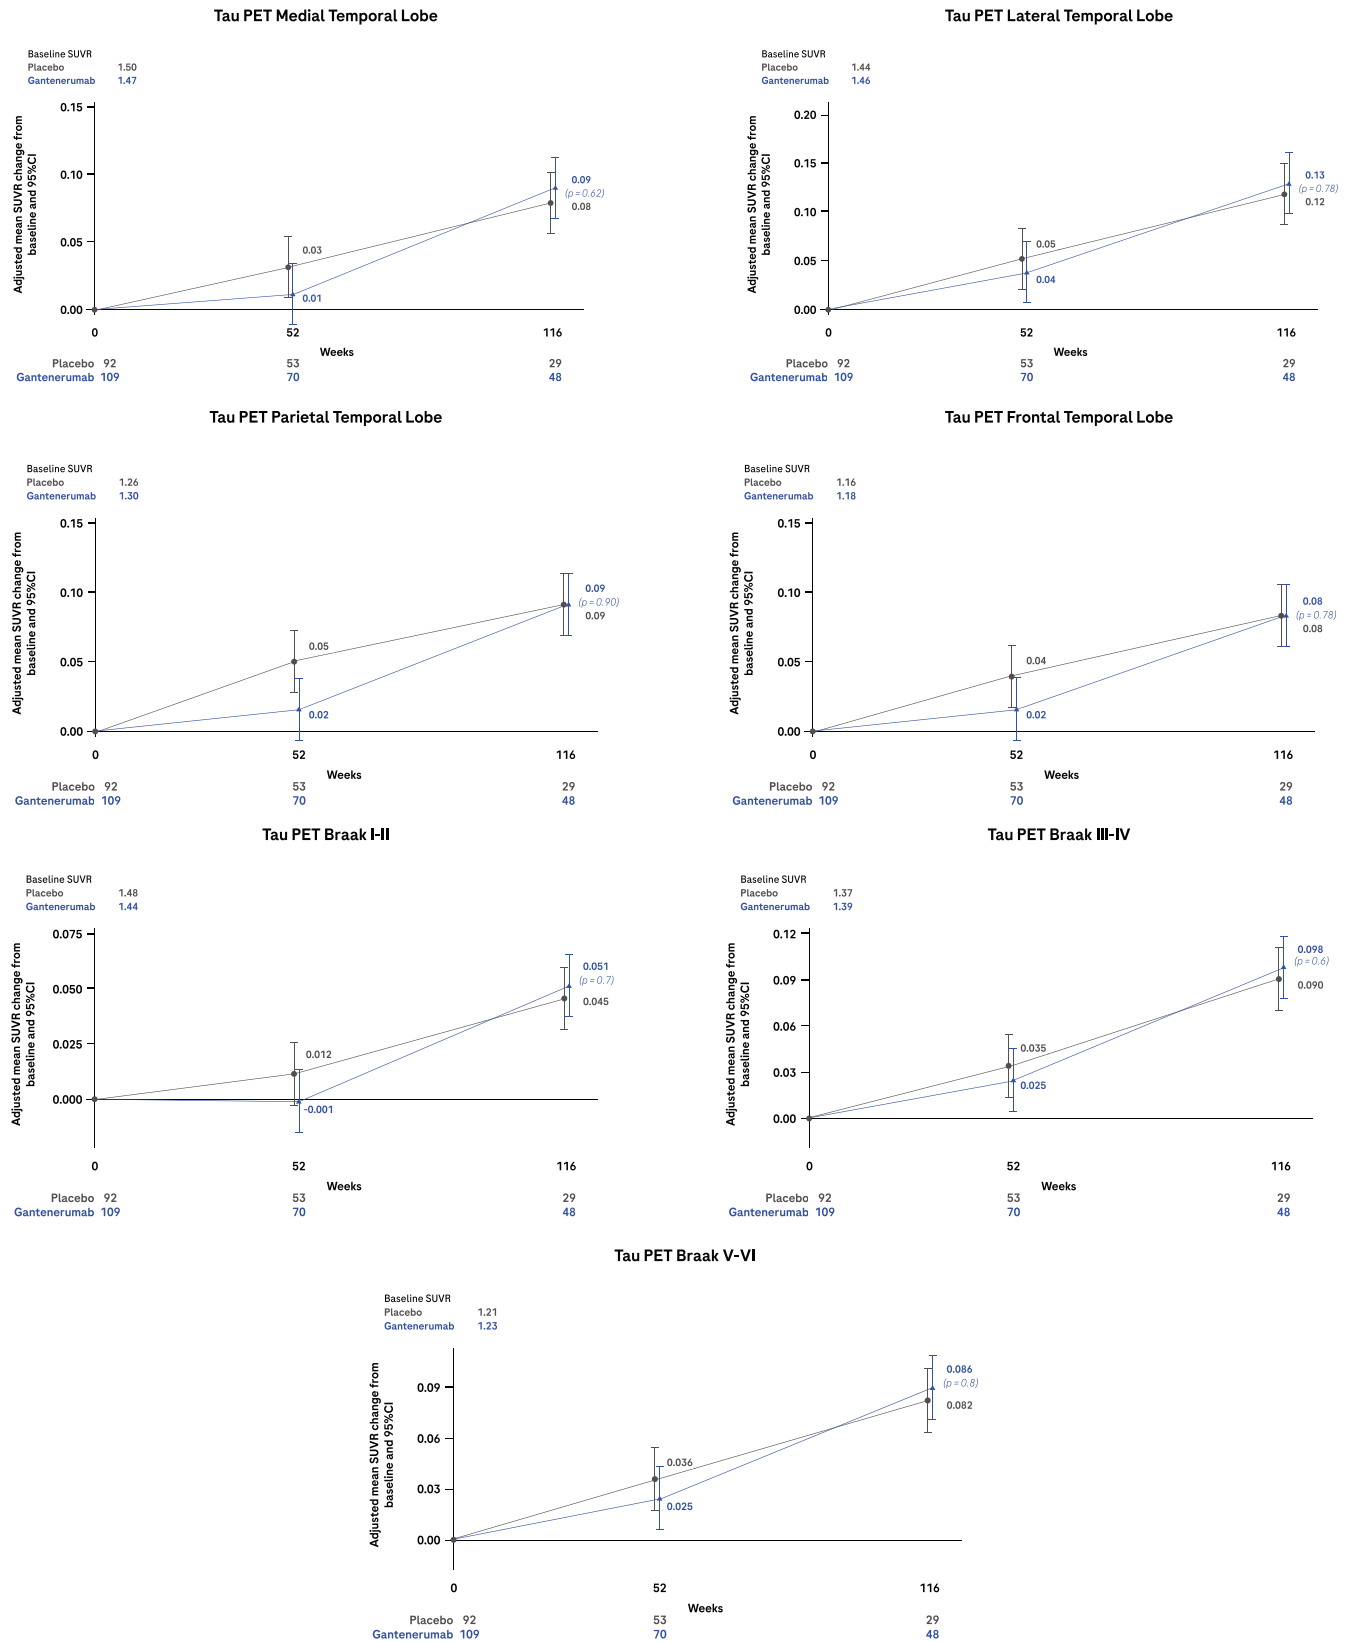 Tau PET Medial Temporal Lobe
Baseline SUVR
Placebo 1.50
Gantenerumab 1.47
Adjusted mean SUVR change from
baseline and 95%CI
0.15
0.10
0.05
0.00
0.03
0.01
0.09
(p = 0.62)
0.08
0 52 116
Weeks
Placebo 92 53 29
Gantenerumab 109 70 48
Tau PET Lateral Temporal Lobe
Baseline SUVR
Placebo 1.44
Gantenerumab 1.46
Adjusted mean SUVR change from
baseline and 95%CI
0.20
0.15
0.10
0.05
0.00
0.05
0.04
0.13
(p = 0.78)
0.12
0 52 116
Weeks
Placebo 92 53 29
Gantenerumab 109 70 48
Tau PET Parietal Temporal Lobe
Baseline SUVR
Placebo 1.26
Gantenerumab 1.30
Adjusted mean SUVR change from
baseline and 95%CI
0.15
0.10
0.05
0.00
0.05
0.02
0.09
(p = 0.90)
0.09
0 52 116
Weeks
Placebo 92 53 29
Gantenerumab 109 70 48
Tau PET Frontal Temporal Lobe
Baseline SUVR
Placebo 1.16
Gantenerumab 1.18
Adjusted mean SUVR change from
baseline and 95%CI
0.15
0.10
0.05
0.00
0.04
0.02
0.08
(p = 0.78)
0.08
0 52 116
Weeks
Placebo 92 53 29
Gantenerumab 109 70 48
Tau PET Braak I-II
Baseline SUVR
Placebo 1.48
Gantenerumab 1.44
Adjusted mean SUVR change from
baseline and 95%CI
0.075
0.050
0.025
0.000
0.012
-0.001
0.051
(p = 0.7)
0.045
0 52 116
Weeks
Placebo 92 53 29
Gantenerumab 109 70 48
Tau PET Braak III-IV
Baseline SUVR
Placebo 1.37
Gantenerumab 1.39
Adjusted mean SUVR change from
baseline and 95%CI
0.12
0.09
0.06
0.03
0.00
0.035
0.025
0.098
(p = 0.6)
0.090
0 52 116
Weeks
Placebo 92 53 29
Gantenerumab 109 70 48
Tau PET Braak V-VI
Baseline SUVR
Placebo 1.21
Gantenerumab 1.23
Adjusted mean SUVR change from
baseline and 95%CI
0.09
0.06
0.03
0.00
0.036
0.025
0.086
(p = 0.8)
0.082
0 52 116
Weeks
Placebo 92 53 29
Gantenerumab 109 70 48